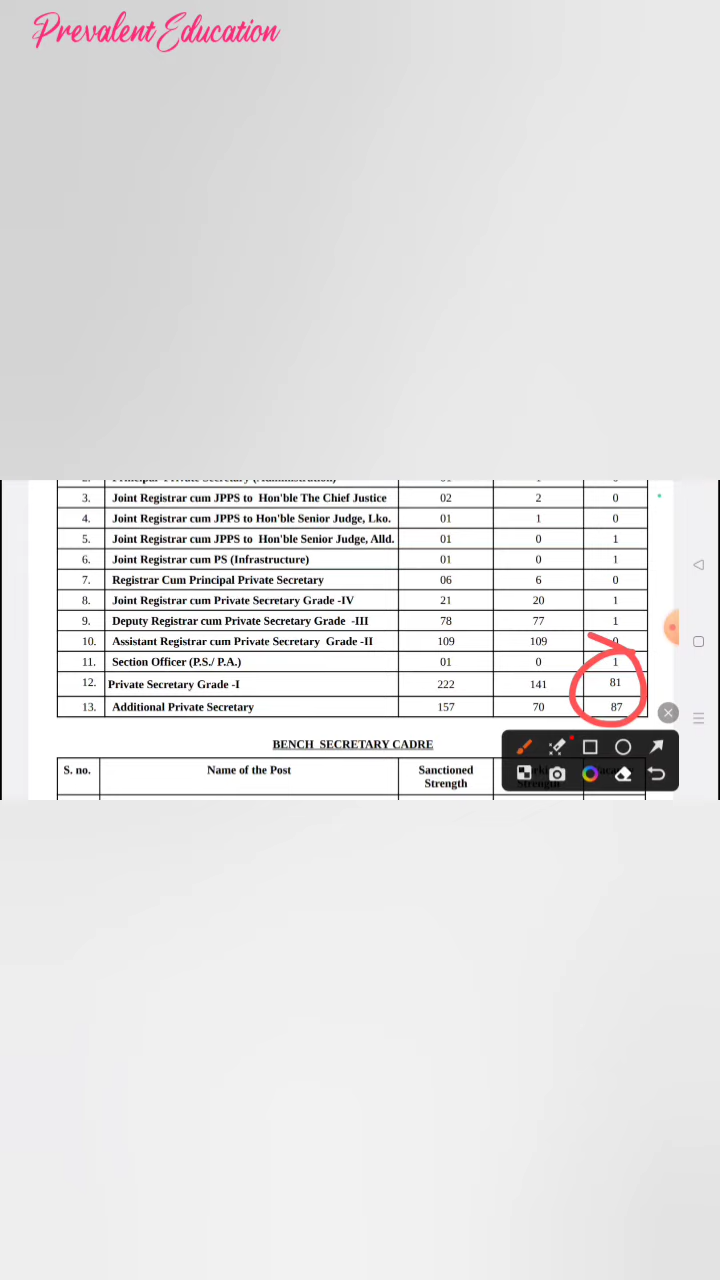 Prevalent Education
3. Joint Registrar cum JPPS to Hon'ble The Chief Justice 02 2 0
4. Joint Registrar cum JPPS to Hon'ble Senior Judge, Lko. 01 1 0
5. Joint Registrar cum JPPS to Hon'ble Senior Judge, Alld. 01 0 1
6. Joint Registrar cum PS (Infrastructure) 01 0 1
7. Registrar Cum Principal Private Secretary 06 6 0
8. Joint Registrar cum Private Secretary Grade -IV 21 20 1
9. Deputy Registrar cum Private Secretary Grade -III 78 77 1
10. Assistant Registrar cum Private Secretary Grade -II 109 109 0
11. Section Officer (P.S./ P.A.) 01 0 1
12. Private Secretary Grade -I 222 141 81
13. Additional Private Secretary 157 70 87
BENCH SECRETARY CADRE
S. no. Name of the Post Sanctioned
Strength Strength